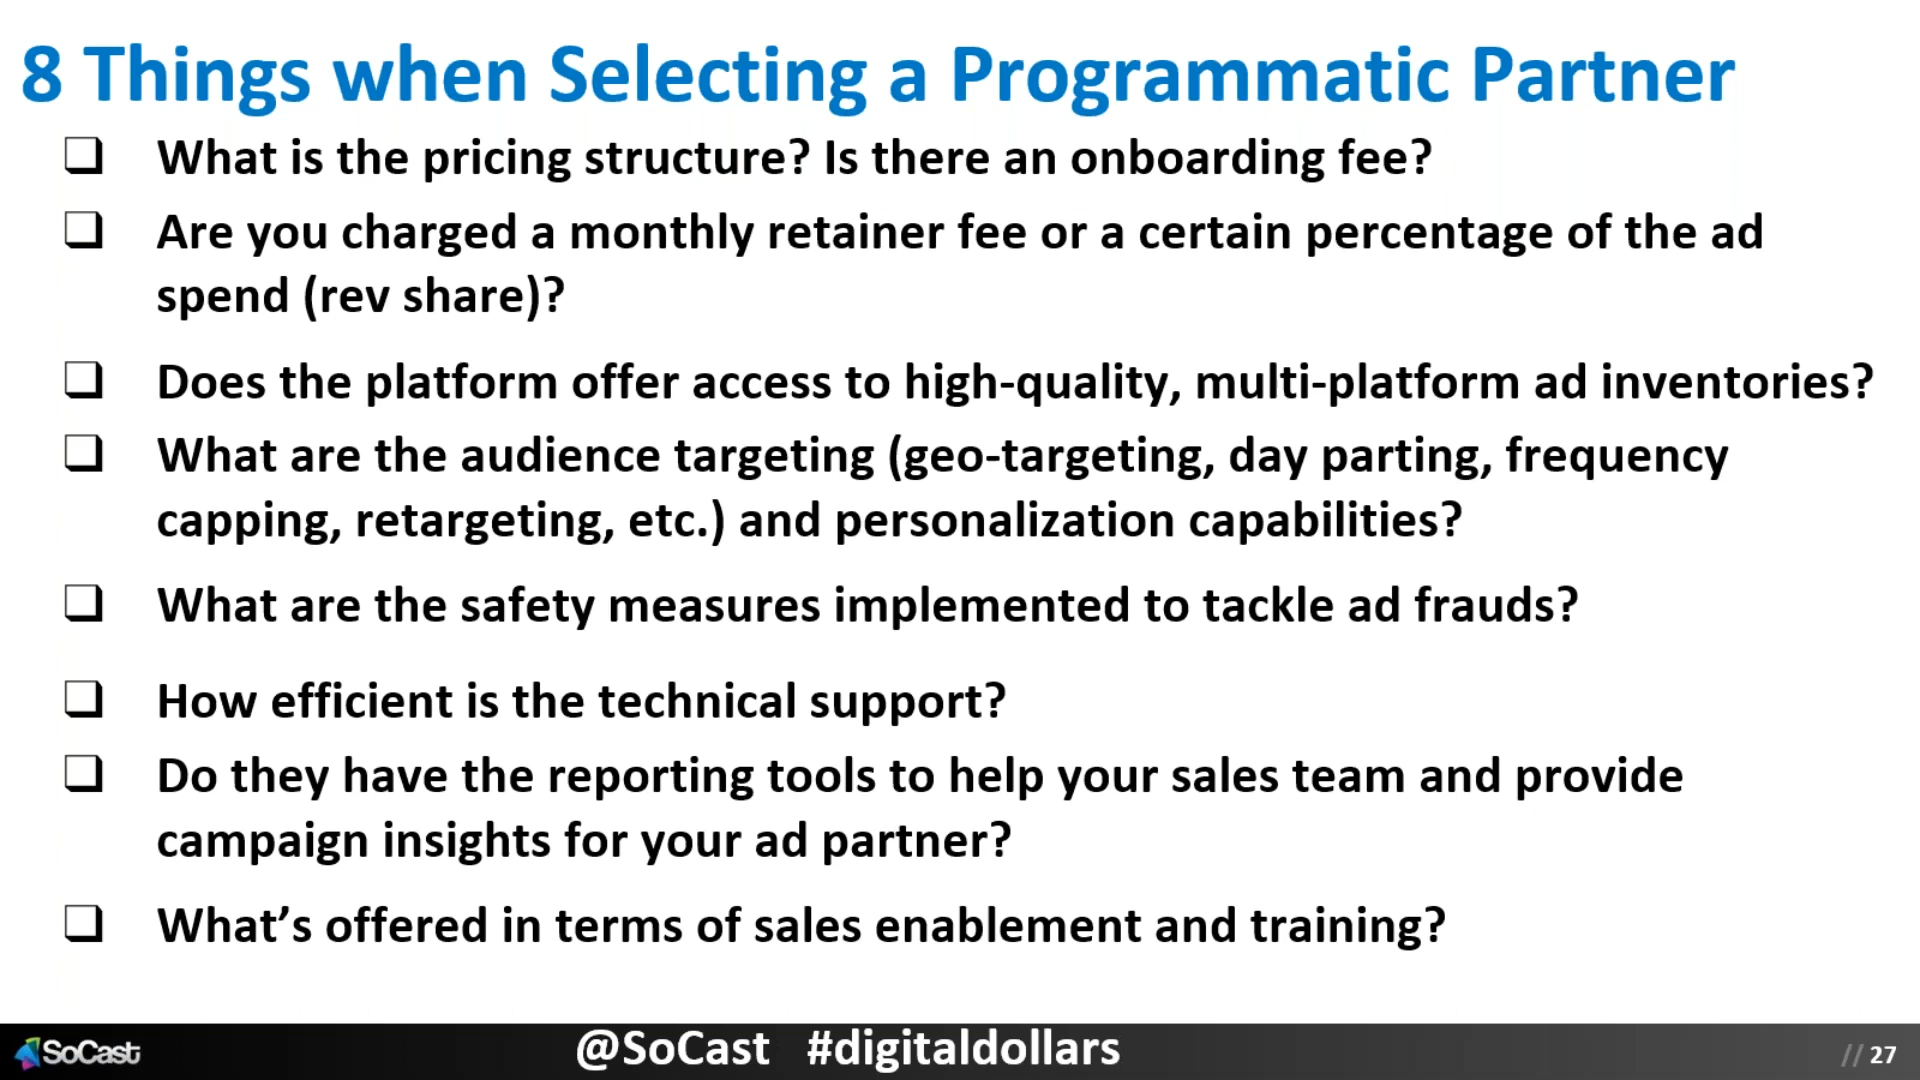 8 Things when Selecting a Programmatic Partner
❑ What is the pricing structure? Is there an onboarding fee?
❑ Are you charged a monthly retainer fee or a certain percentage of the ad
spend (rev share)?
❑ Does the platform offer access to high-quality, multi-platform ad inventories?
❑ What are the audience targeting (geo-targeting, day parting, frequency
capping, retargeting, etc.) and personalization capabilities?
❑ What are the safety measures implemented to tackle ad frauds?
❑ How efficient is the technical support?
❑ Do they have the reporting tools to help your sales team and provide
campaign insights for your ad partner?
❑ What’s offered in terms of sales enablement and training?
SoCast @SoCast #digitaldollars // 27